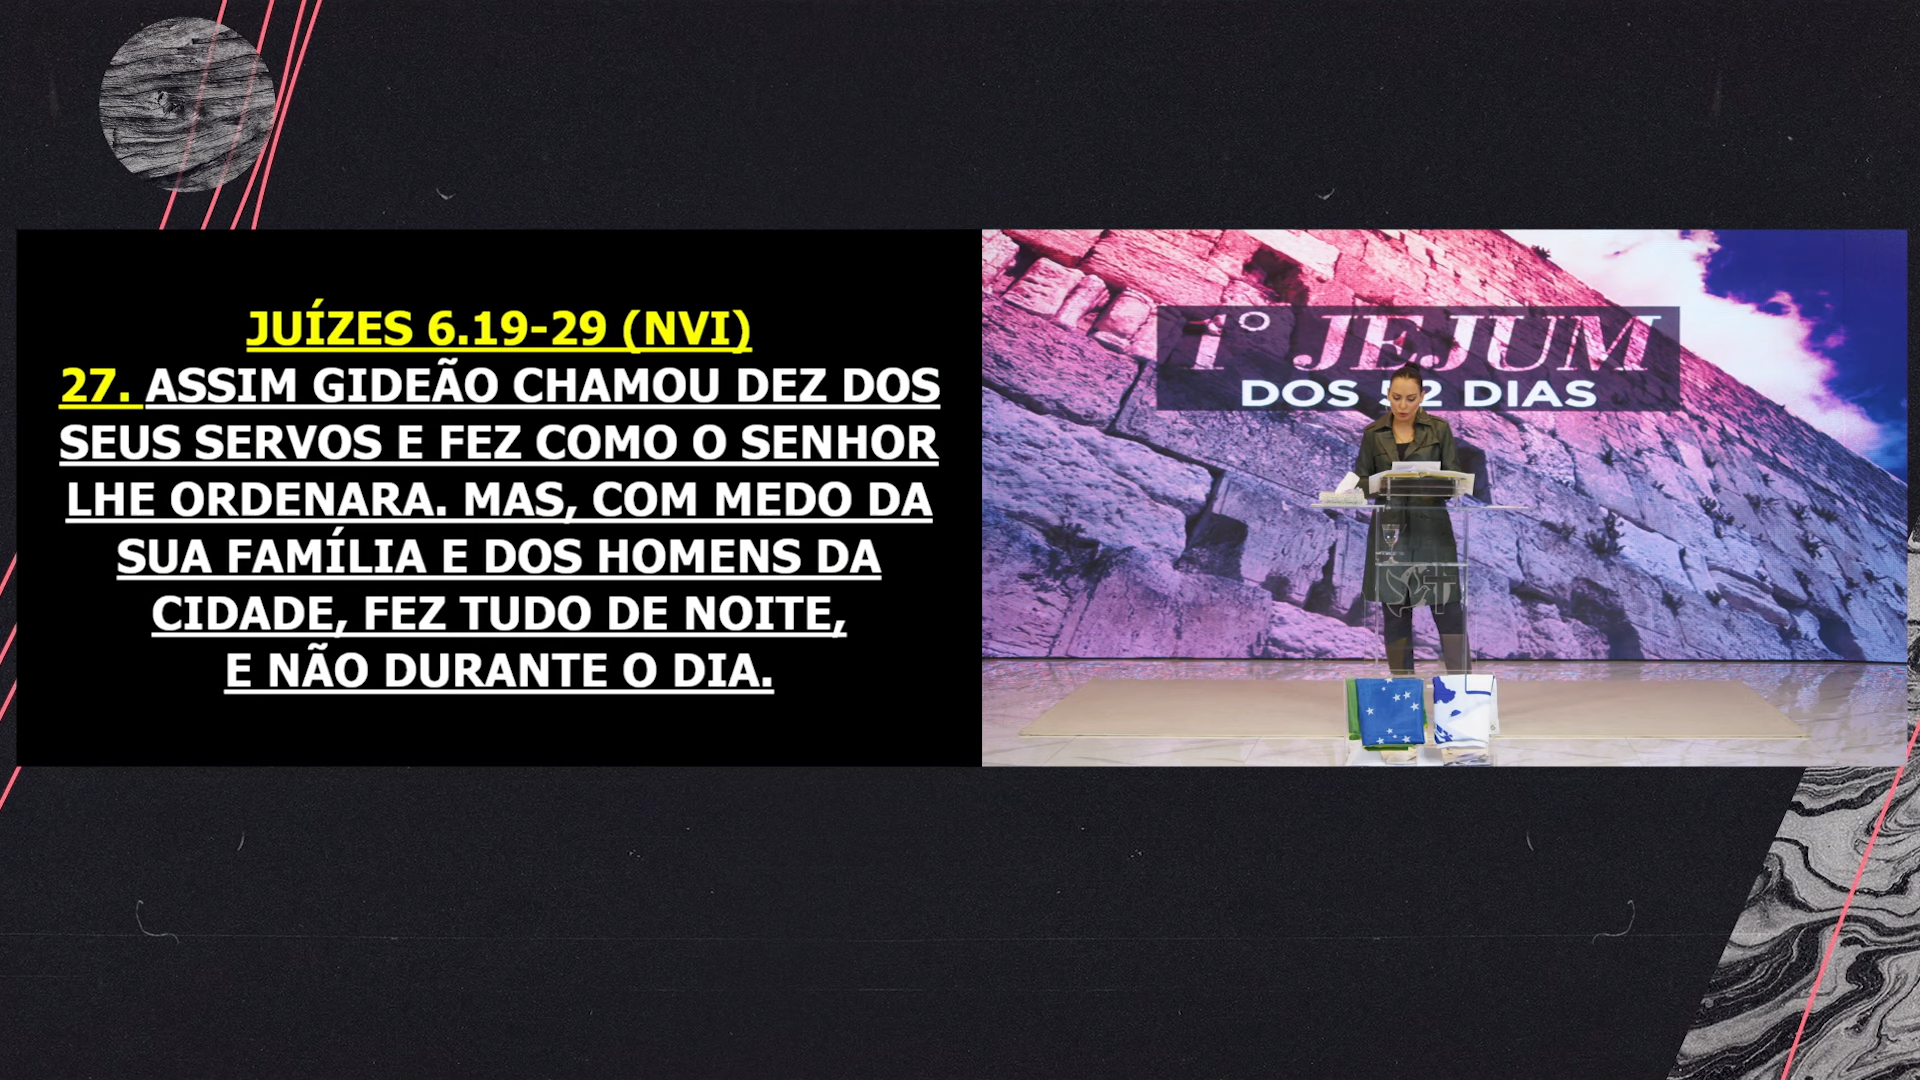 JUÍZES 6.19-29 (NVI)
27. ASSIM GIDEÃO CHAMOU DEZ DOS
SEUS SERVOS E FEZ COMO O SENHOR
LHE ORDENARA. MAS, COM MEDO DA
SUA FAMÍLIA E DOS HOMENS DA
CIDADE, FEZ TUDO DE NOITE,
E NÃO DURANTE O DIA.
1º JEJUM
DOS 52 DIAS